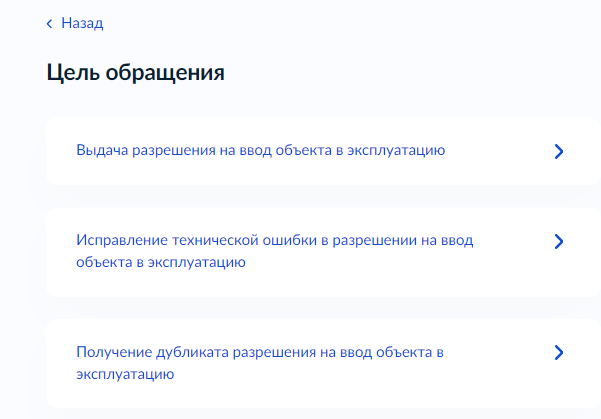 Назад
Цель обращения
Выдача разрешения на ввод объекта в эксплуатацию
Исправление технической ошибки в разрешении на ввод
объекта в эксплуатацию
Получение дубликата разрешения на ввод объекта в
эксплуатацию